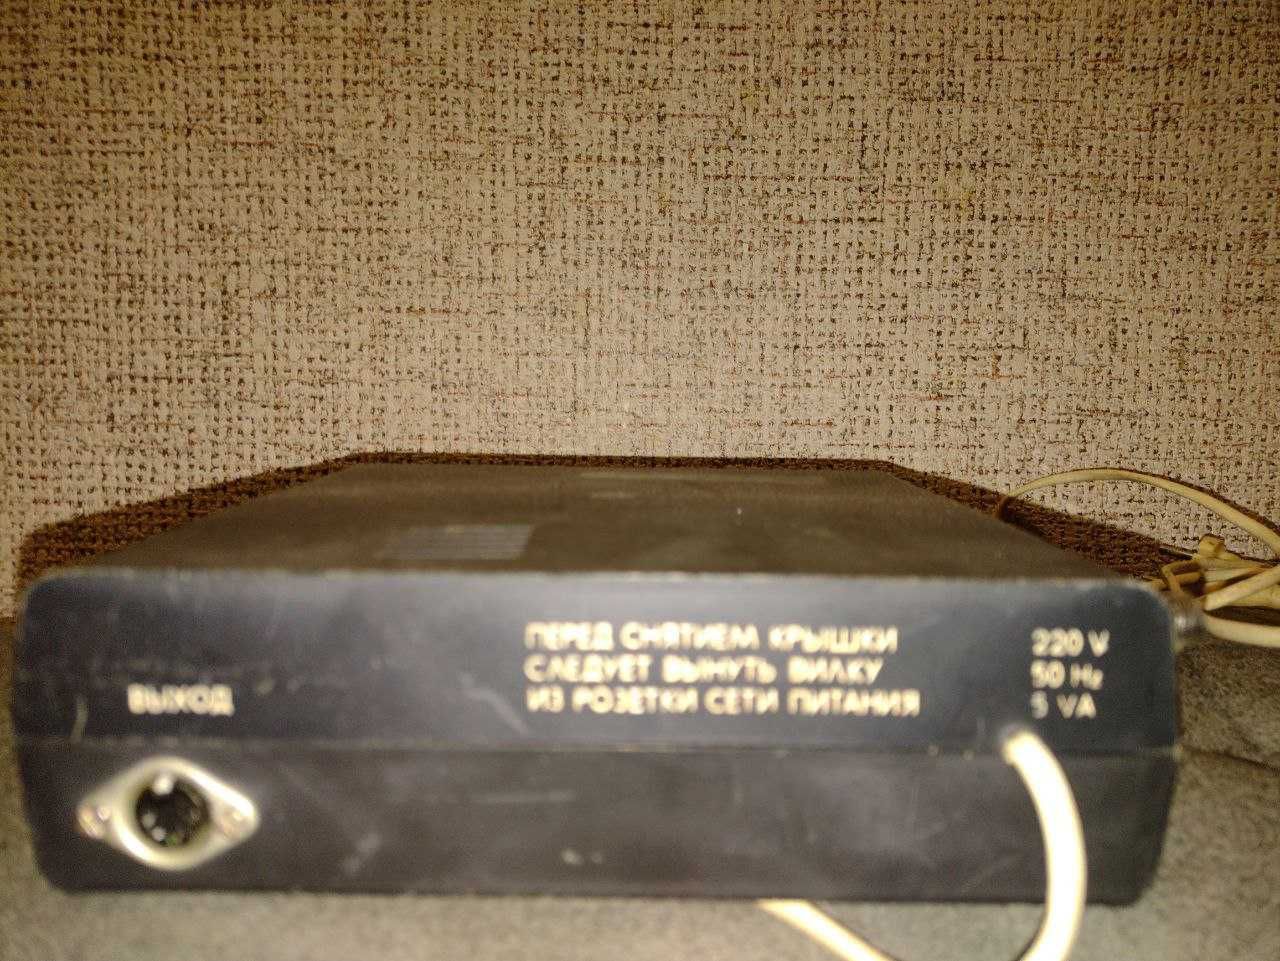 ВЫХОД
ПЕРЕД СНЯТИЕМ КРЫШКИ
СЛЕДУЕТ ВЫНУТЬ ВИЛКУ
ИЗ РОЗЕТКИ СЕТИ ПИТАНИЯ
220 V
50 Hz
5 VA